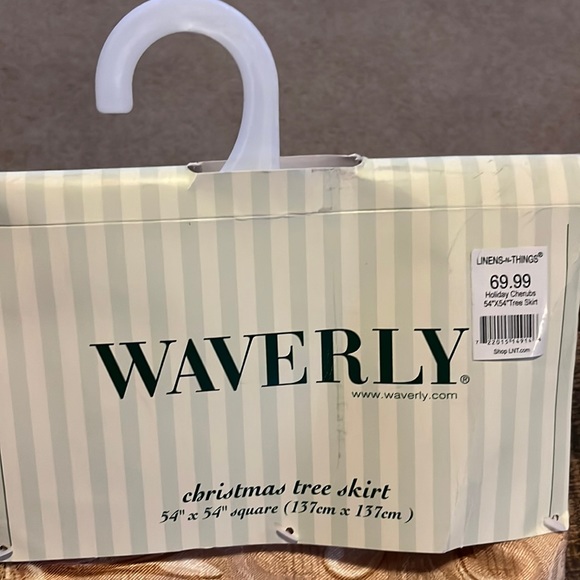 LINENS-N-THINGS®
69.99
Holiday Cherubs
54"X54"Tree Skirt
Shop LNT.com
WAVERLY®
www.waverly.com
christmas tree skirt
54" x 54" square (137cm x 137cm)